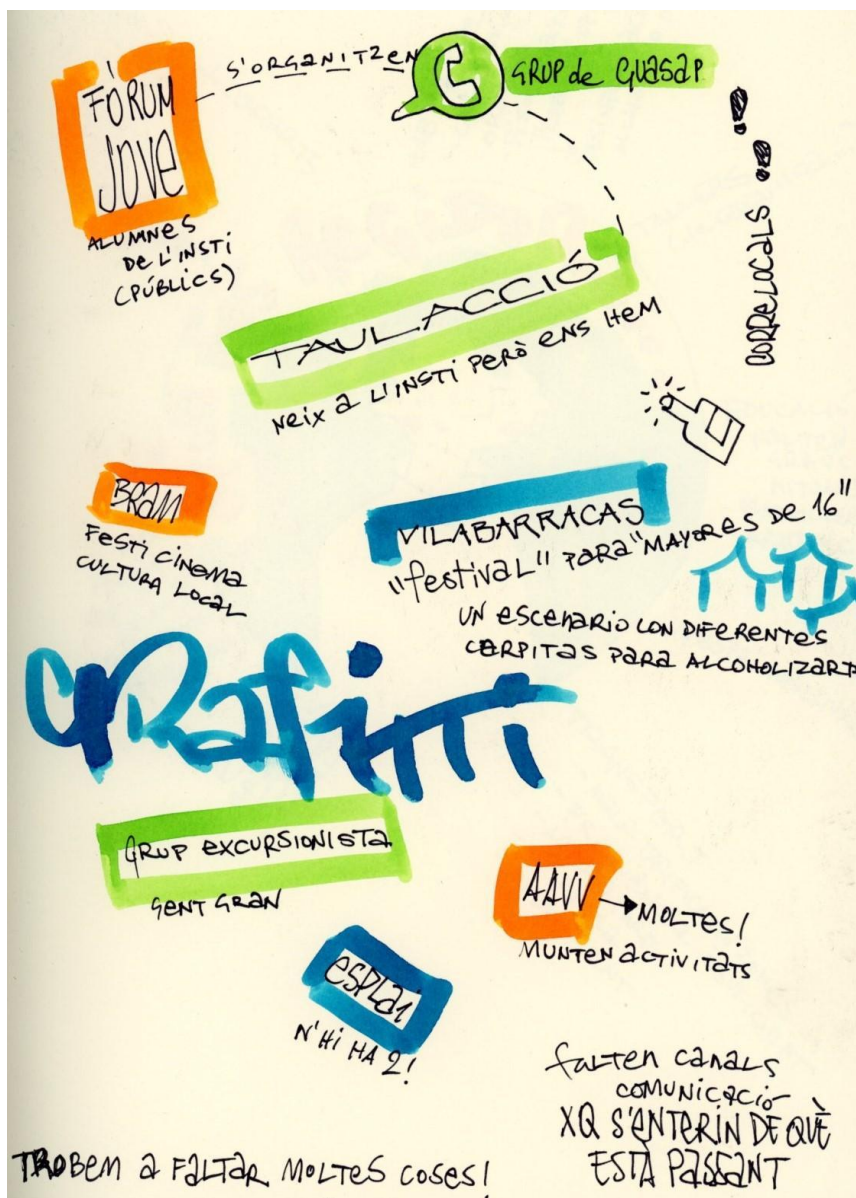 FÒRUM
JOVE
S'ORGANITZEN
GRUP de GUASAP
ALUMNES
DE L'INSTI
(PÚBLICS)
CORRELOCALS
TAULACCIÓ
NEIX A L'INSTI PERÒ ENS HEM
BRAM
FESTI CINEMA
CULTURA LOCAL
VILABARRACAS
"festival" PARA "MAYORES DE 16"
UN ESCENARIO CON DIFERENTES
CARPITAS PARA ALCOHOLIZART
GRAFITTI
GRUP EXCURSIONISTA
GENT GRAN
AAVV → MOLTES!
MUNTEN ACTIVITATS
ESPLAI
N'HI HA 2!
falten canals
COMUNICACIÓ
XQ S'ENTERIN DE QUÈ
ESTÀ PASSANT
TROBEM A FALTAR MOLTES COSES!